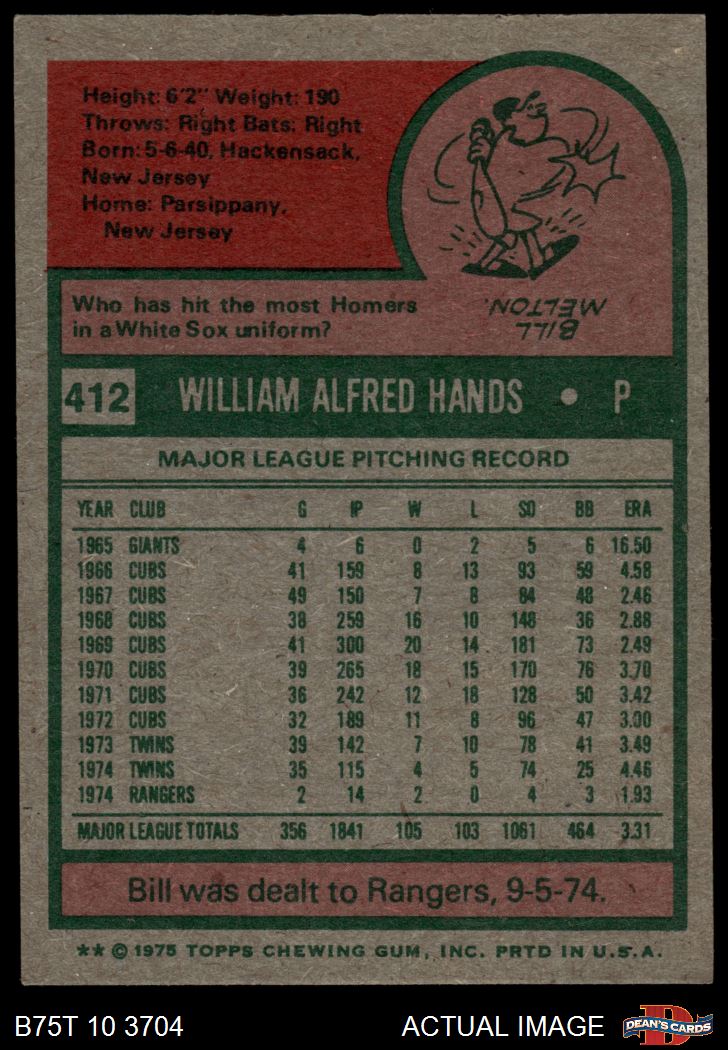 Height: 6'2" Weight: 190
Throws: Right Bats: Right
Born: 5-6-40, Hackensack,
New Jersey
Home: Parsippany,
New Jersey
Who has hit the most Homers
in a White Sox uniform?
BILL
MELTON.
412 WILLIAM ALFRED HANDS • P
MAJOR LEAGUE PITCHING RECORD
YEAR CLUB G IP W L SO BB ERA
1965 GIANTS 4 6 0 2 5 6 16.50
1966 CUBS 41 159 8 13 93 59 4.58
1967 CUBS 49 150 7 8 84 48 2.46
1968 CUBS 38 259 16 10 148 36 2.88
1969 CUBS 41 300 20 14 181 73 2.49
1970 CUBS 39 265 18 15 170 76 3.70
1971 CUBS 36 242 12 18 128 50 3.42
1972 CUBS 32 189 11 8 96 47 3.00
1973 TWINS 39 142 7 10 78 41 3.49
1974 TWINS 35 115 4 5 74 25 4.46
1974 RANGERS 2 14 2 0 4 3 1.93
MAJOR LEAGUE TOTALS 356 1841 105 103 1061 464 3.31
Bill was dealt to Rangers, 9-5-74.
** © 1975 TOPPS CHEWING GUM, INC. PRTD IN U.S.A.
B75T 10 3704 ACTUAL IMAGE DEAN'S CARDS